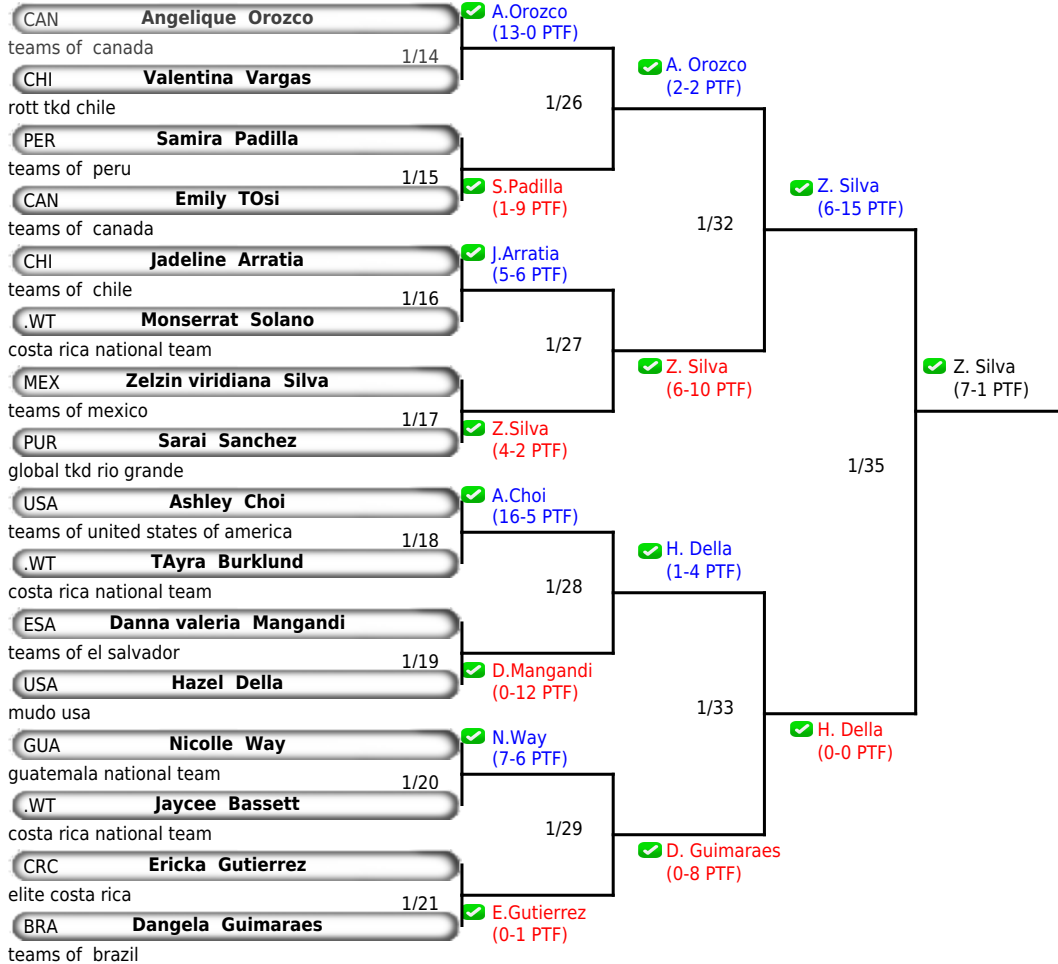 CAN Angelique Orozco
teams of canada
1/14
CHI Valentina Vargas
rott tkd chile
PER Samira Padilla
teams of peru
1/15
CAN Emily TOsi
teams of canada
CHI Jadeline Arratia
teams of chile
1/16
.WT Monserrat Solano
costa rica national team
MEX Zelzin viridiana Silva
teams of mexico
1/17
PUR Sarai Sanchez
global tkd rio grande
USA Ashley Choi
teams of united states of america
1/18
.WT TAyra Burklund
costa rica national team
ESA Danna valeria Mangandi
teams of el salvador
1/19
USA Hazel Della
mudo usa
GUA Nicolle Way
guatemala national team
1/20
.WT Jaycee Bassett
costa rica national team
CRC Ericka Gutierrez
elite costa rica
1/21
BRA Dangela Guimaraes
teams of brazil
A.Orozco
(13-0 PTF)
1/26
S.Padilla
(1-9 PTF)
J.Arratia
(5-6 PTF)
1/27
Z.Silva
(4-2 PTF)
A.Choi
(16-5 PTF)
1/28
D.Mangandi
(0-12 PTF)
N.Way
(7-6 PTF)
1/29
E.Gutierrez
(0-1 PTF)
A. Orozco
(2-2 PTF)
1/32
Z. Silva
(6-10 PTF)
H. Della
(1-4 PTF)
1/33
D. Guimaraes
(0-8 PTF)
Z. Silva
(6-15 PTF)
1/35
H. Della
(0-0 PTF)
Z. Silva
(7-1 PTF)